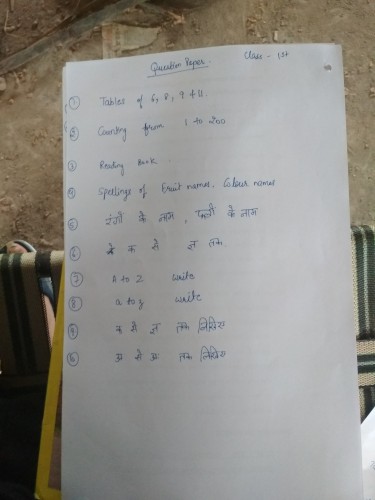 Question Paper. Class - 1st
① Tables of 6, 8, 9 + 11.
② Counting from 1 to 200
③ Reading Book.
④ Spellings of Fruit names, Colour names
⑤ रंगों के नाम, फलों के नाम
⑥ क से ज्ञ तक
⑦ A to Z write
⑧ a to z write
⑨ क से ज्ञ तक लिखिए
⑩ अ से अः तक लिखिए